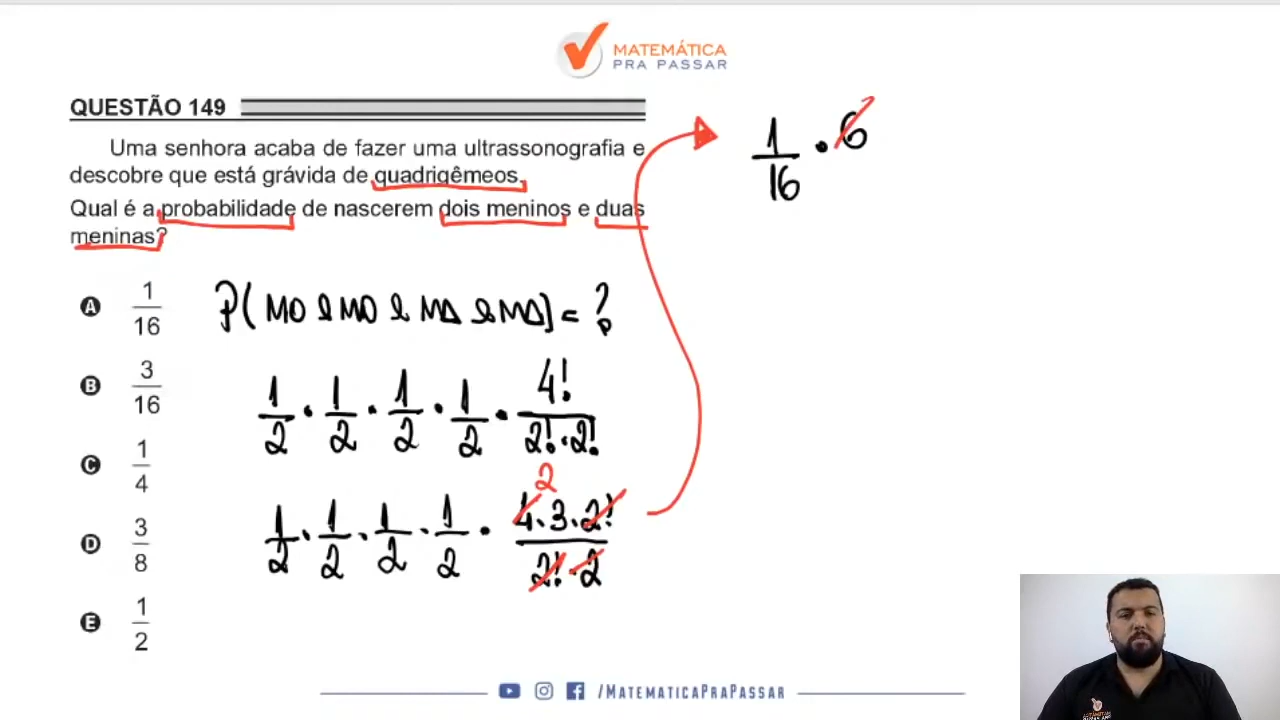 MATEMÁTICA
PRA PASSAR
QUESTÃO 149
Uma senhora acaba de fazer uma ultrassonografia e
descobre que está grávida de quadrigêmeos.
Qual é a probabilidade de nascerem dois meninos e duas
meninas?
A 1/16
B 3/16
C 1/4
D 3/8
E 1/2
P(MO e MO e MA e MA) = ?
1/2 · 1/2 · 1/2 · 1/2 · 4!/2!·2!
2
1/2 · 1/2 · 1/2 · 1/2 · 4·3·2!/2!·2
1/16 · 6
/MATEMATICAPRAPASSAR